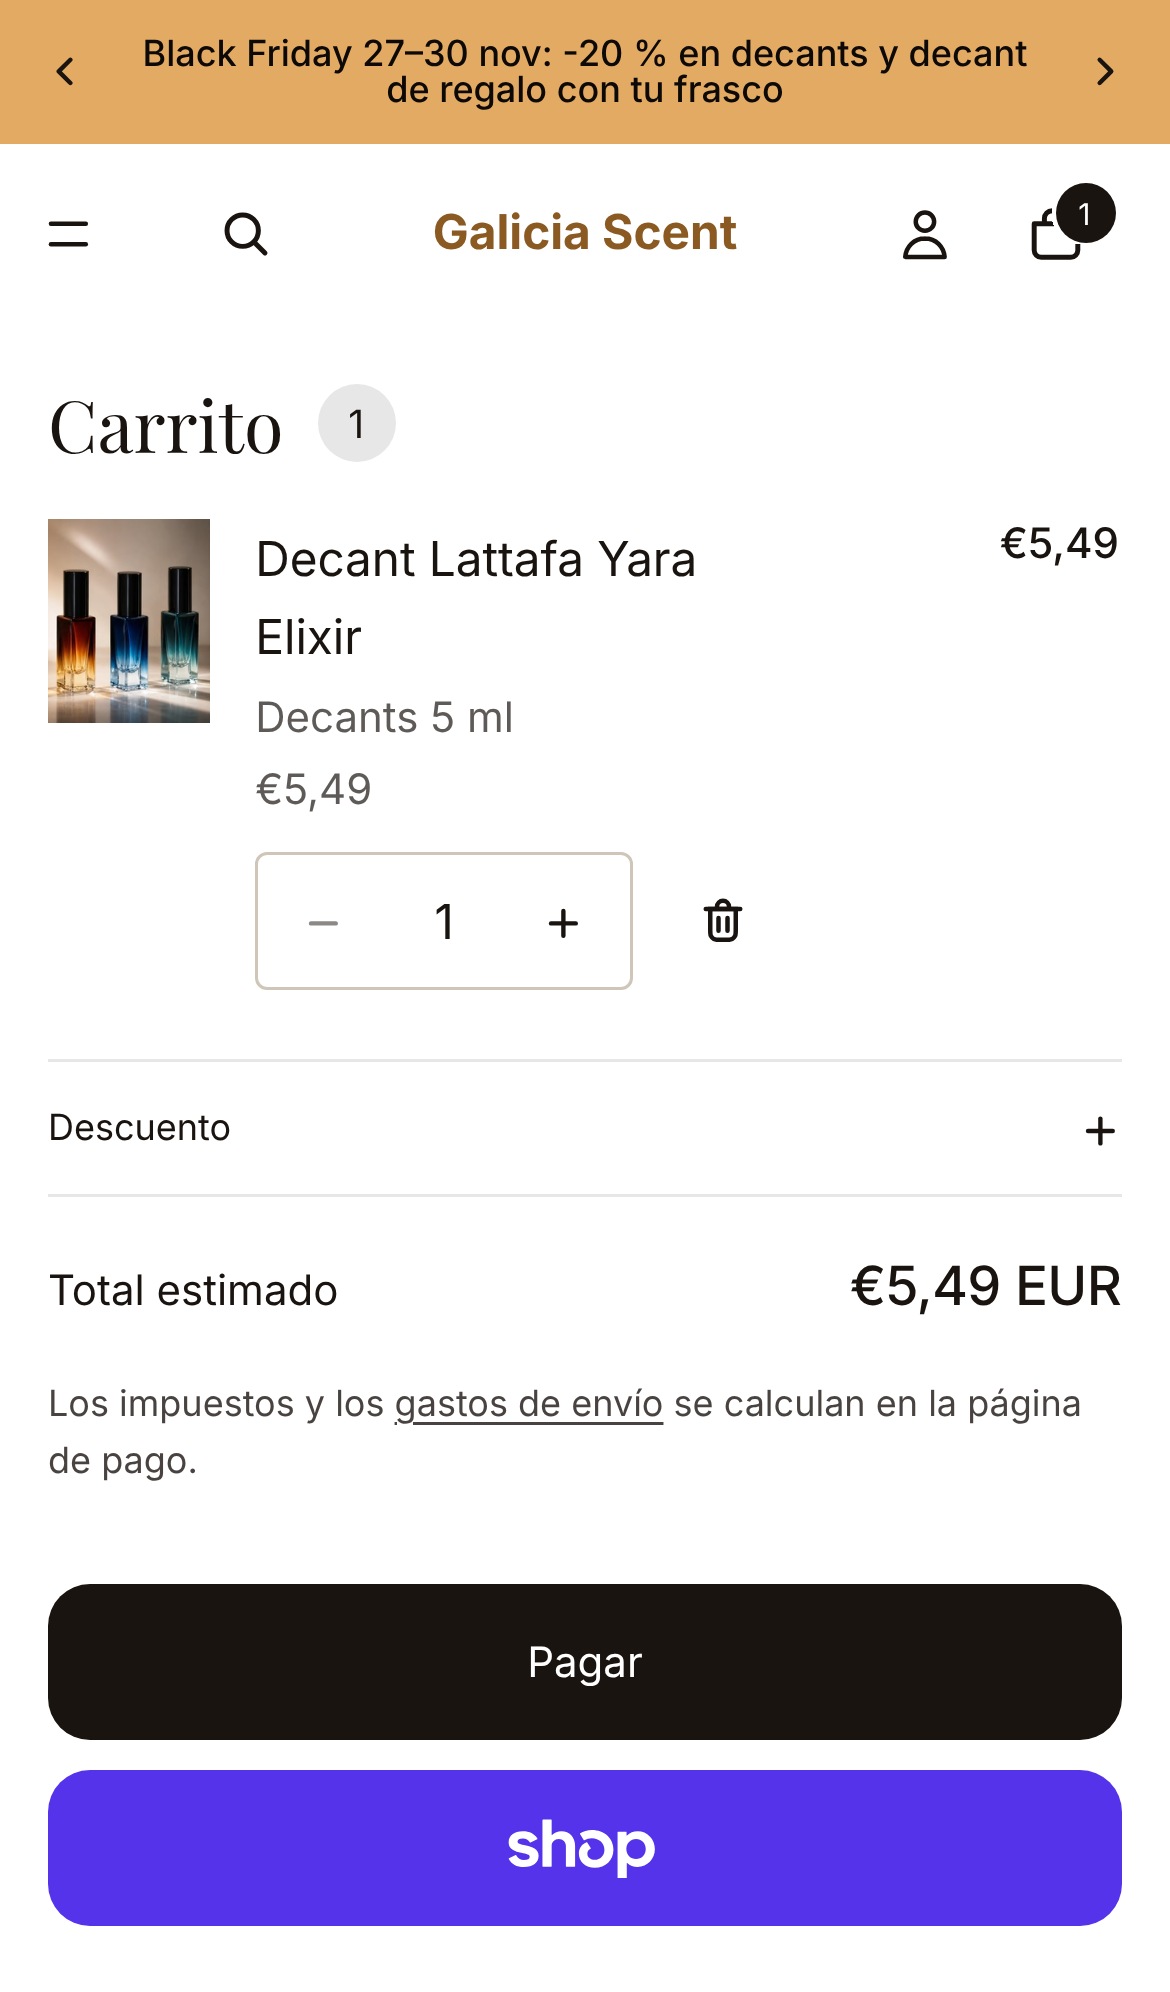 Black Friday 27–30 nov: -20 % en decants y decant
de regalo con tu frasco
Galicia Scent
1
Carrito
1
Decant Lattafa Yara
Elixir
€5,49
Decants 5 ml
€5,49
1
Descuento
Total estimado
€5,49 EUR
Los impuestos y los gastos de envío se calculan en la página
de pago.
Pagar
shop